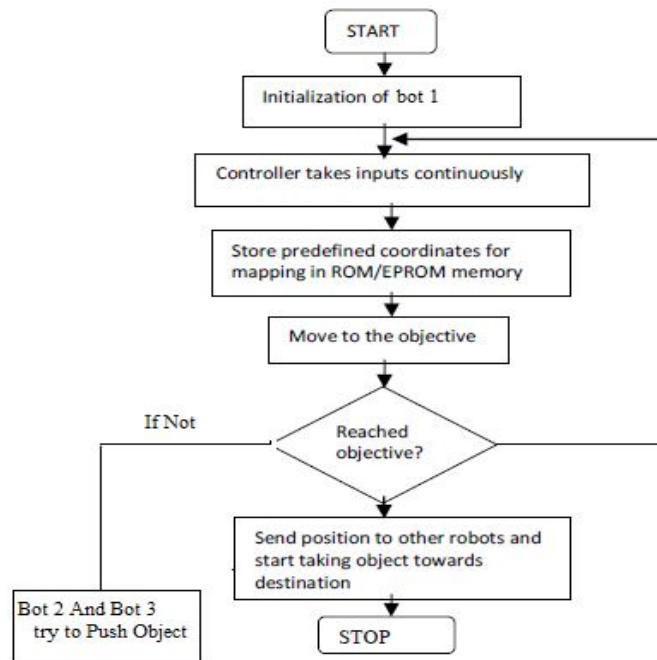 START
Initialization of bot 1
Controller takes inputs continuously
Store predefined coordinates for
mapping in ROM/EPROM memory
Move to the objective
If Not
Reached
objective?
Send position to other robots and
start taking object towards
destination
Bot 2 And Bot 3
try to Push Object
STOP